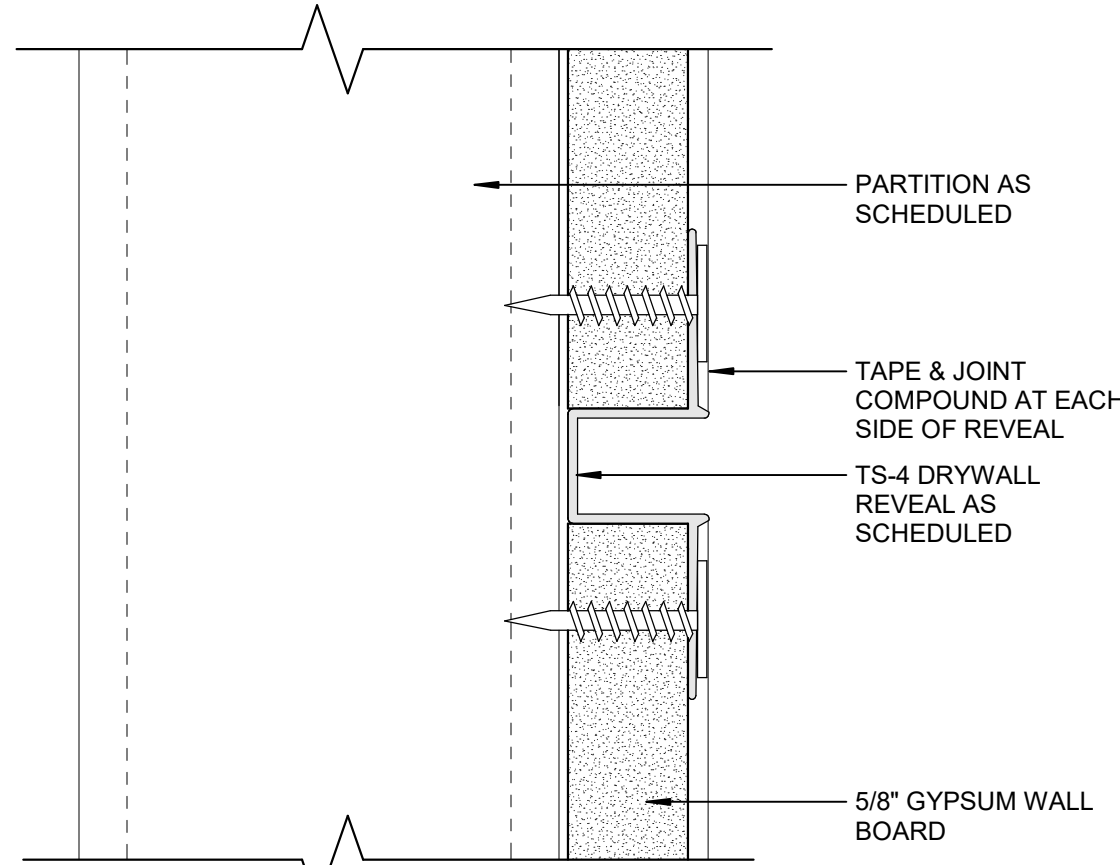 PARTITION AS
SCHEDULED
TAPE & JOINT
COMPOUND AT EACH
SIDE OF REVEAL
TS-4 DRYWALL
REVEAL AS
SCHEDULED
5/8" GYPSUM WALL
BOARD